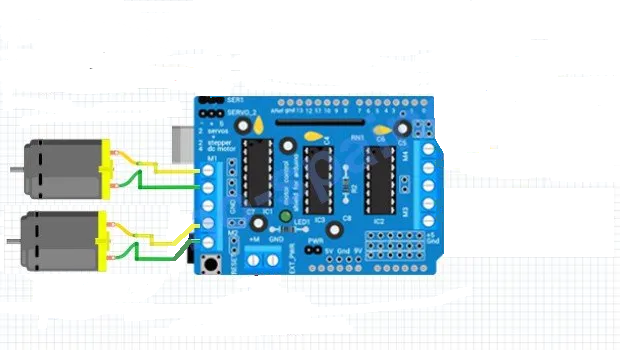 SER1
SERVO_2
ARef gnd 13 12 11 10 9 8 7 6 5 4 3 2 1 0
- + S
2 servos
+
2 stepper
4 dc motor
M1
GND
M2
C7 IC1
motor control
shield for arduino
C4
RN1
C6
C5
M4
M3
R2
IC3
C8
IC2
LED1
+M GND
EXT_PWR
RESET
PWR
5V Gnd 9V
+5
Gnd